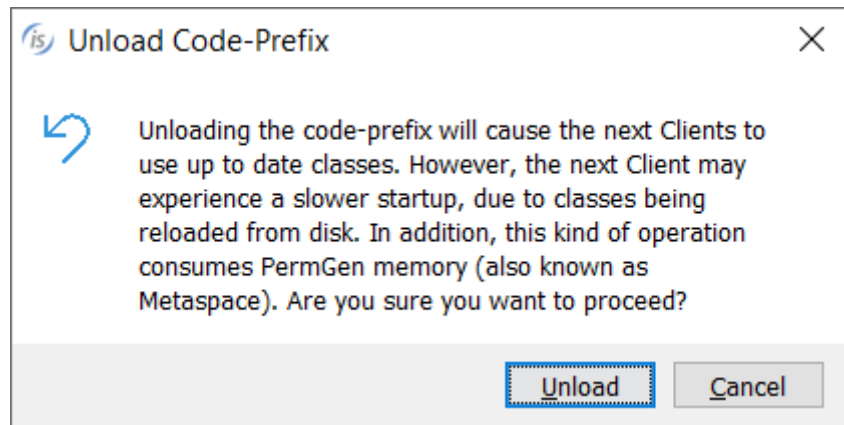 is Unload Code-Prefix
Unloading the code-prefix will cause the next Clients to
use up to date classes. However, the next Client may
experience a slower startup, due to classes being
reloaded from disk. In addition, this kind of operation
consumes PermGen memory (also known as
Metaspace). Are you sure you want to proceed?
Unload Cancel